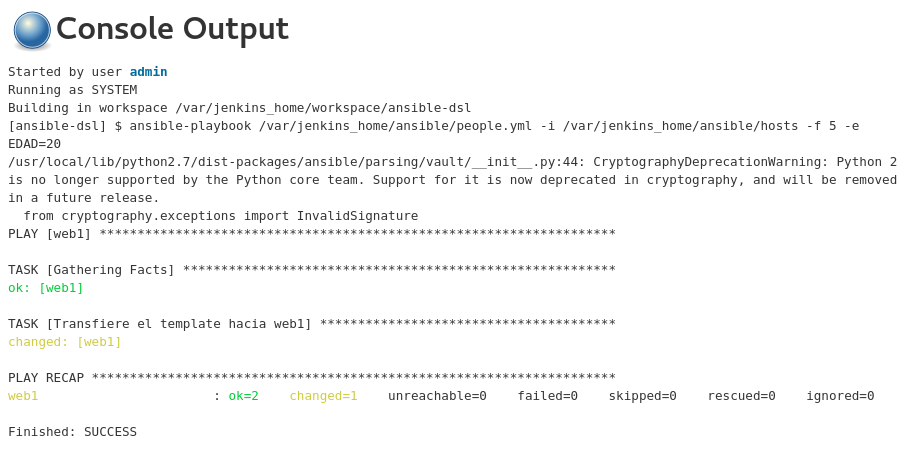 Console Output
Started by user admin
Running as SYSTEM
Building in workspace /var/jenkins_home/workspace/ansible-dsl
[ansible-dsl] $ ansible-playbook /var/jenkins_home/ansible/people.yml -i /var/jenkins_home/ansible/hosts -f 5 -e
EDAD=20
/usr/local/lib/python2.7/dist-packages/ansible/parsing/vault/__init__.py:44: CryptographyDeprecationWarning: Python 2
is no longer supported by the Python core team. Support for it is now deprecated in cryptography, and will be removed
in a future release.
  from cryptography.exceptions import InvalidSignature
PLAY [web1] ********************************************************************

TASK [Gathering Facts] *********************************************************
ok: [web1]

TASK [Transfiere el template hacia web1] ***************************************
changed: [web1]

PLAY RECAP *********************************************************************
web1                       : ok=2    changed=1    unreachable=0    failed=0    skipped=0    rescued=0    ignored=0

Finished: SUCCESS